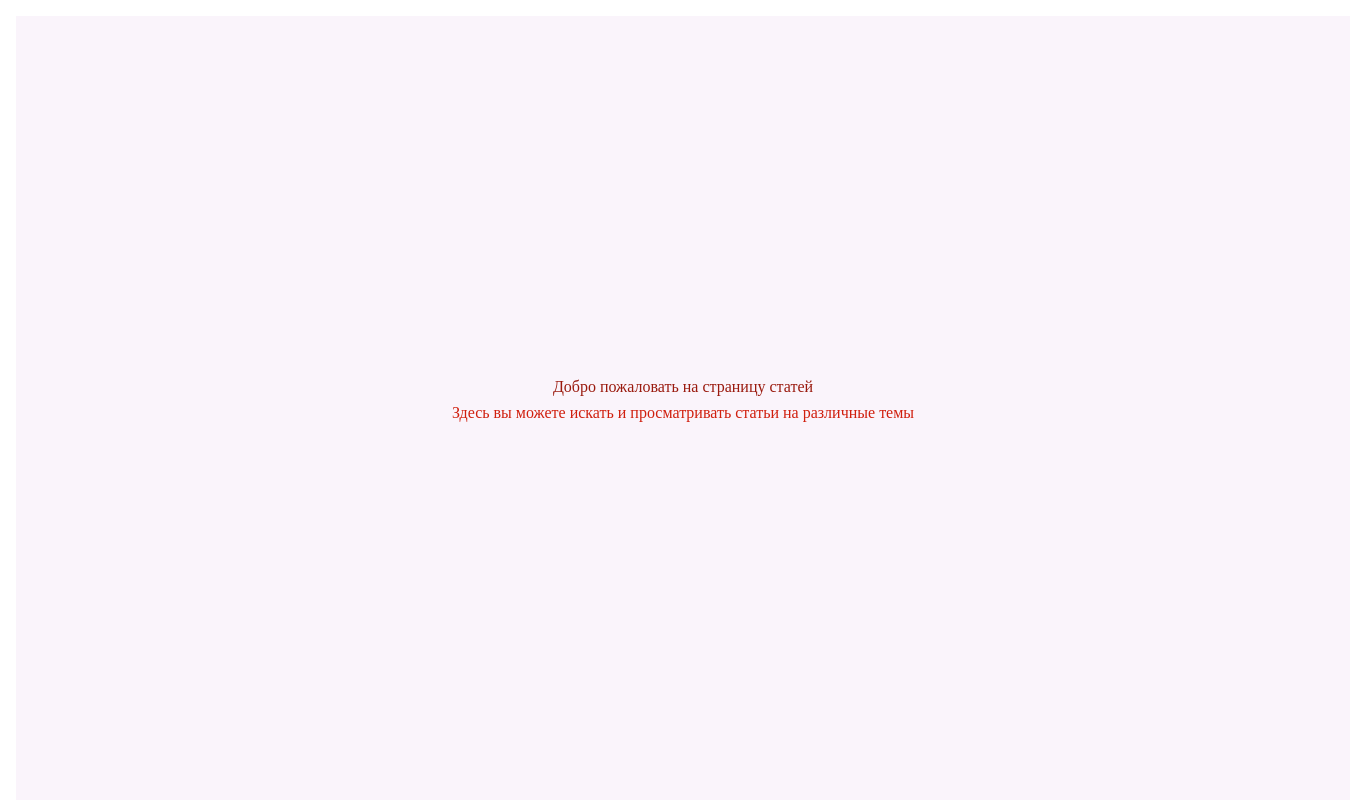 Добро пожаловать на страницу статей
Здесь вы можете искать и просматривать статьи на различные темы